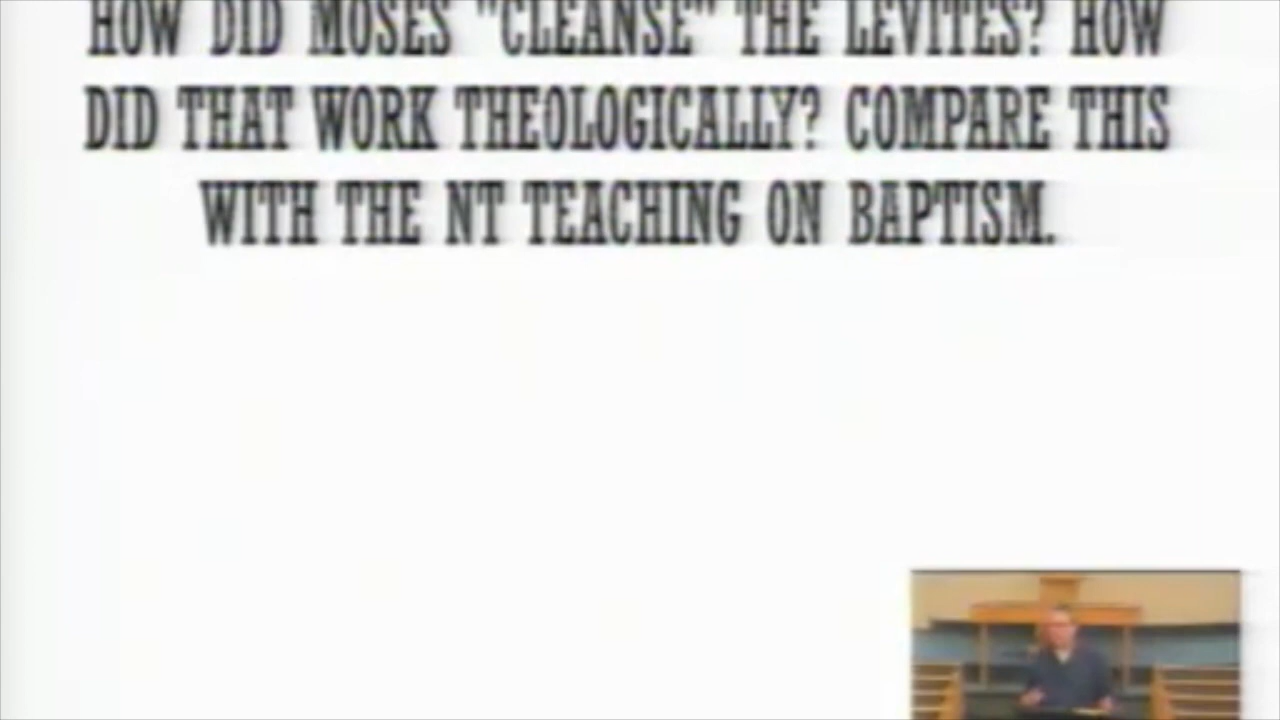 HOW DID MOSES "CLEANSE" THE LEVITES? HOW
DID THAT WORK THEOLOGICALLY? COMPARE THIS
WITH THE NT TEACHING ON BAPTISM.